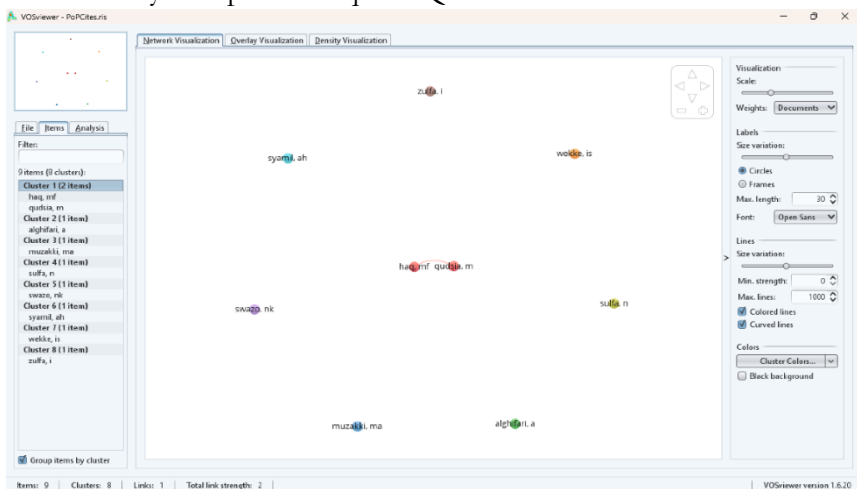 VOSviewer - PoPCites.ris
Network Visualization Overlay Visualization Density Visualization
File Items Analysis
Filter:
9 items (8 clusters):
Cluster 1 (2 items)
haq, mf
qudsia, m
Cluster 2 (1 item)
alghifari, a
Cluster 3 (1 item)
muzakki, ma
Cluster 4 (1 item)
sulfa, n
Cluster 5 (1 item)
swazo, nk
Cluster 6 (1 item)
syamil, ah
Cluster 7 (1 item)
wekke, is
Cluster 8 (1 item)
zulfa, i
Group items by cluster
zulfa, i
syamil, ah
wekke, is
haq, mf qudsia, m
swazo, nk
sulfa, n
muzakki, ma
alghifari, a
>
Visualization
Scale:
Weights: Documents
Labels
Size variation:
Circles
Frames
Max. length: 30
Font: Open Sans
Lines
Size variation:
Min. strength: 0
Max. lines: 1000
Colored lines
Curved lines
Colors
Cluster Colors...
Black background
Items: 9 | Clusters: 8 | Links: 1 | Total link strength: 2 |
VOSviewer version 1.6.20